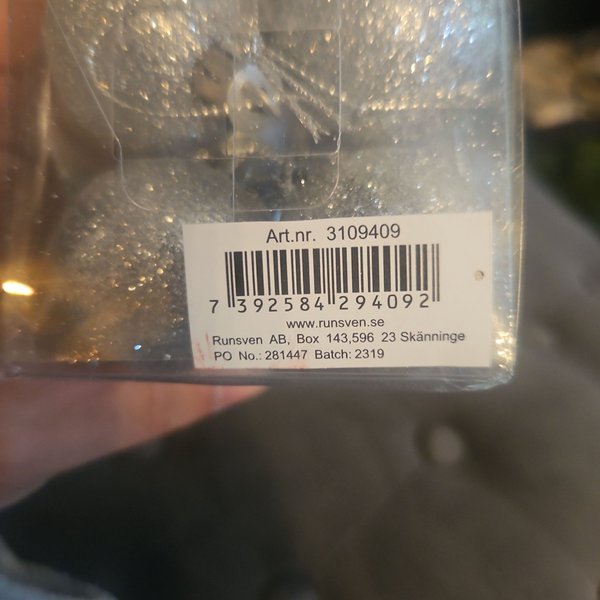 Art.nr. 3109409
7 392584 294092
www.runsven.se
Runsven AB, Box 143,596 23 Skänninge
PO No.: 281447 Batch: 2319